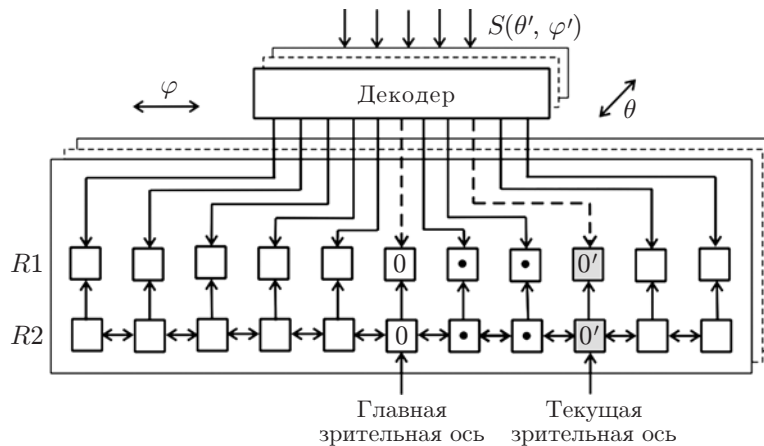 S(θ′, φ′)
φ
Декодер
θ
R1
0
0′
R2
0
0′
Главная
зрительная ось
Текущая
зрительная ось